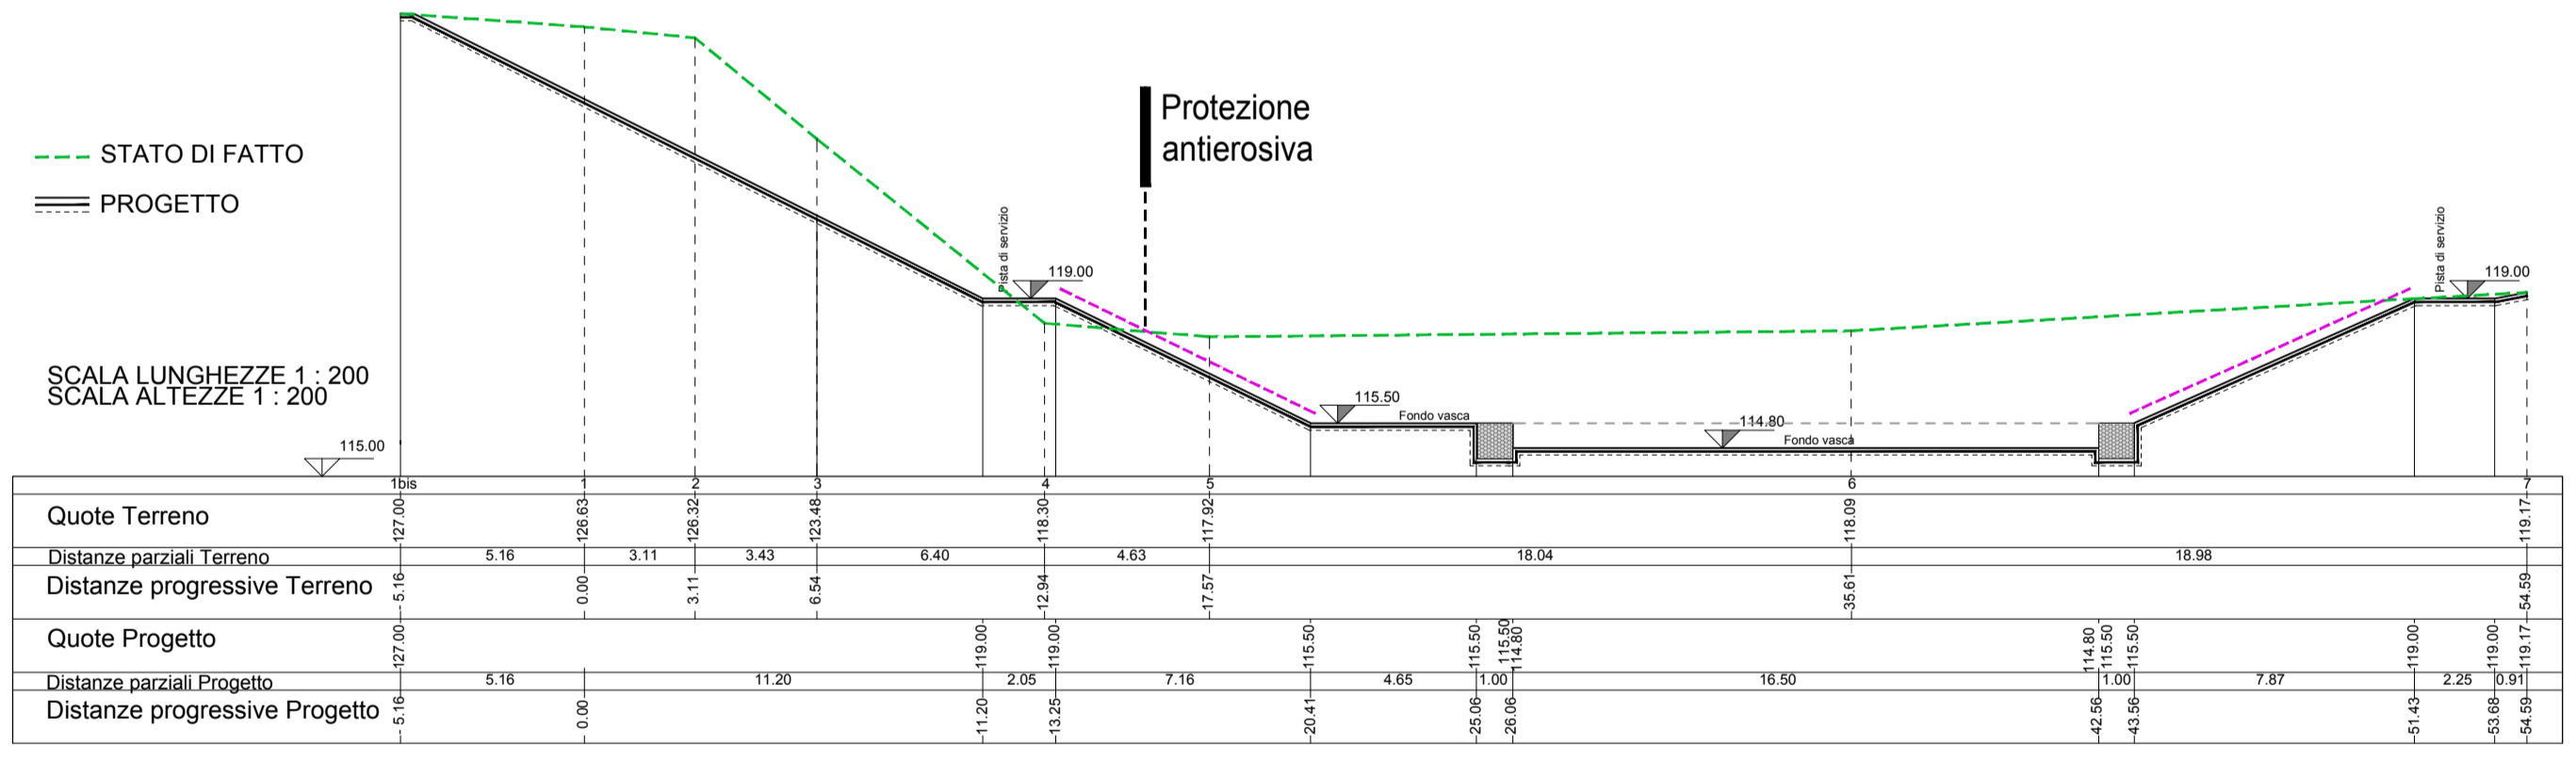 Protezione
antierosiva
STATO DI FATTO
PROGETTO
Pista di servizio
119.00
Pista di servizio
119.00
SCALA LUNGHEZZE 1 : 200
SCALA ALTEZZE 1 : 200
115.50
Fondo vasca
114.80
Fondo vasca
115.00
1bis 1 2 3 4 5 6 7
Quote Terreno 127.00 126.63 126.32 123.48 118.30 117.92 118.09 119.17
Distanze parziali Terreno 5.16 3.11 3.43 6.40 4.63 18.04 18.98
Distanze progressive Terreno - 5.16 0.00 3.11 6.54 12.94 17.57 35.61 54.59
Quote Progetto 127.00 119.00 119.00 115.50 115.50 115.50 114.80 114.80 115.50 115.50 119.00 119.00 119.17
Distanze parziali Progetto 5.16 11.20 2.05 7.16 4.65 1.00 16.50 1.00 7.87 2.25 0.91
Distanze progressive Progetto - 5.16 0.00 11.20 13.25 20.41 25.06 26.06 42.56 43.56 51.43 53.68 54.59